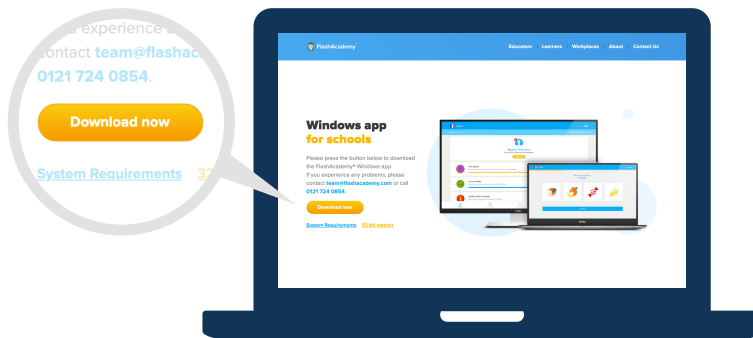 experience
contact team@flashac
0121 724 0854.
Download now
System Requirements 32
FlashAcademy
Educators Learners Workplaces About Contact Us
Windows app
for schools
Please press the button below to download
the FlashAcademy® Windows app.
If you experience any problems, please
contact team@flashacademy.com or call
0121 724 0854.
Download now
System Requirements 32-bit version